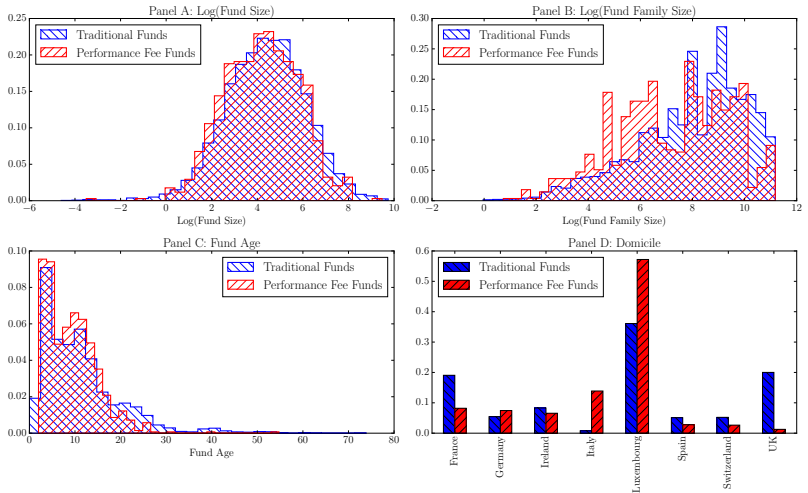 Panel A: Log(Fund Size)
Traditional Funds
Performance Fee Funds
0.25
0.20
0.15
0.10
0.05
0.00
−6 −4 −2 0 2 4 6 8 10
Log(Fund Size)
Panel B: Log(Fund Family Size)
Traditional Funds
Performance Fee Funds
0.30
0.25
0.20
0.15
0.10
0.05
0.00
−2 0 2 4 6 8 10 12
Log(Fund Family Size)
Panel C: Fund Age
Traditional Funds
Performance Fee Funds
0.10
0.08
0.06
0.04
0.02
0.00
0 10 20 30 40 50 60 70 80
Fund Age
Panel D: Domicile
Traditional Funds
Performance Fee Funds
0.6
0.5
0.4
0.3
0.2
0.1
0.0
France
Germany
Ireland
Italy
Luxembourg
Spain
Switzerland
UK